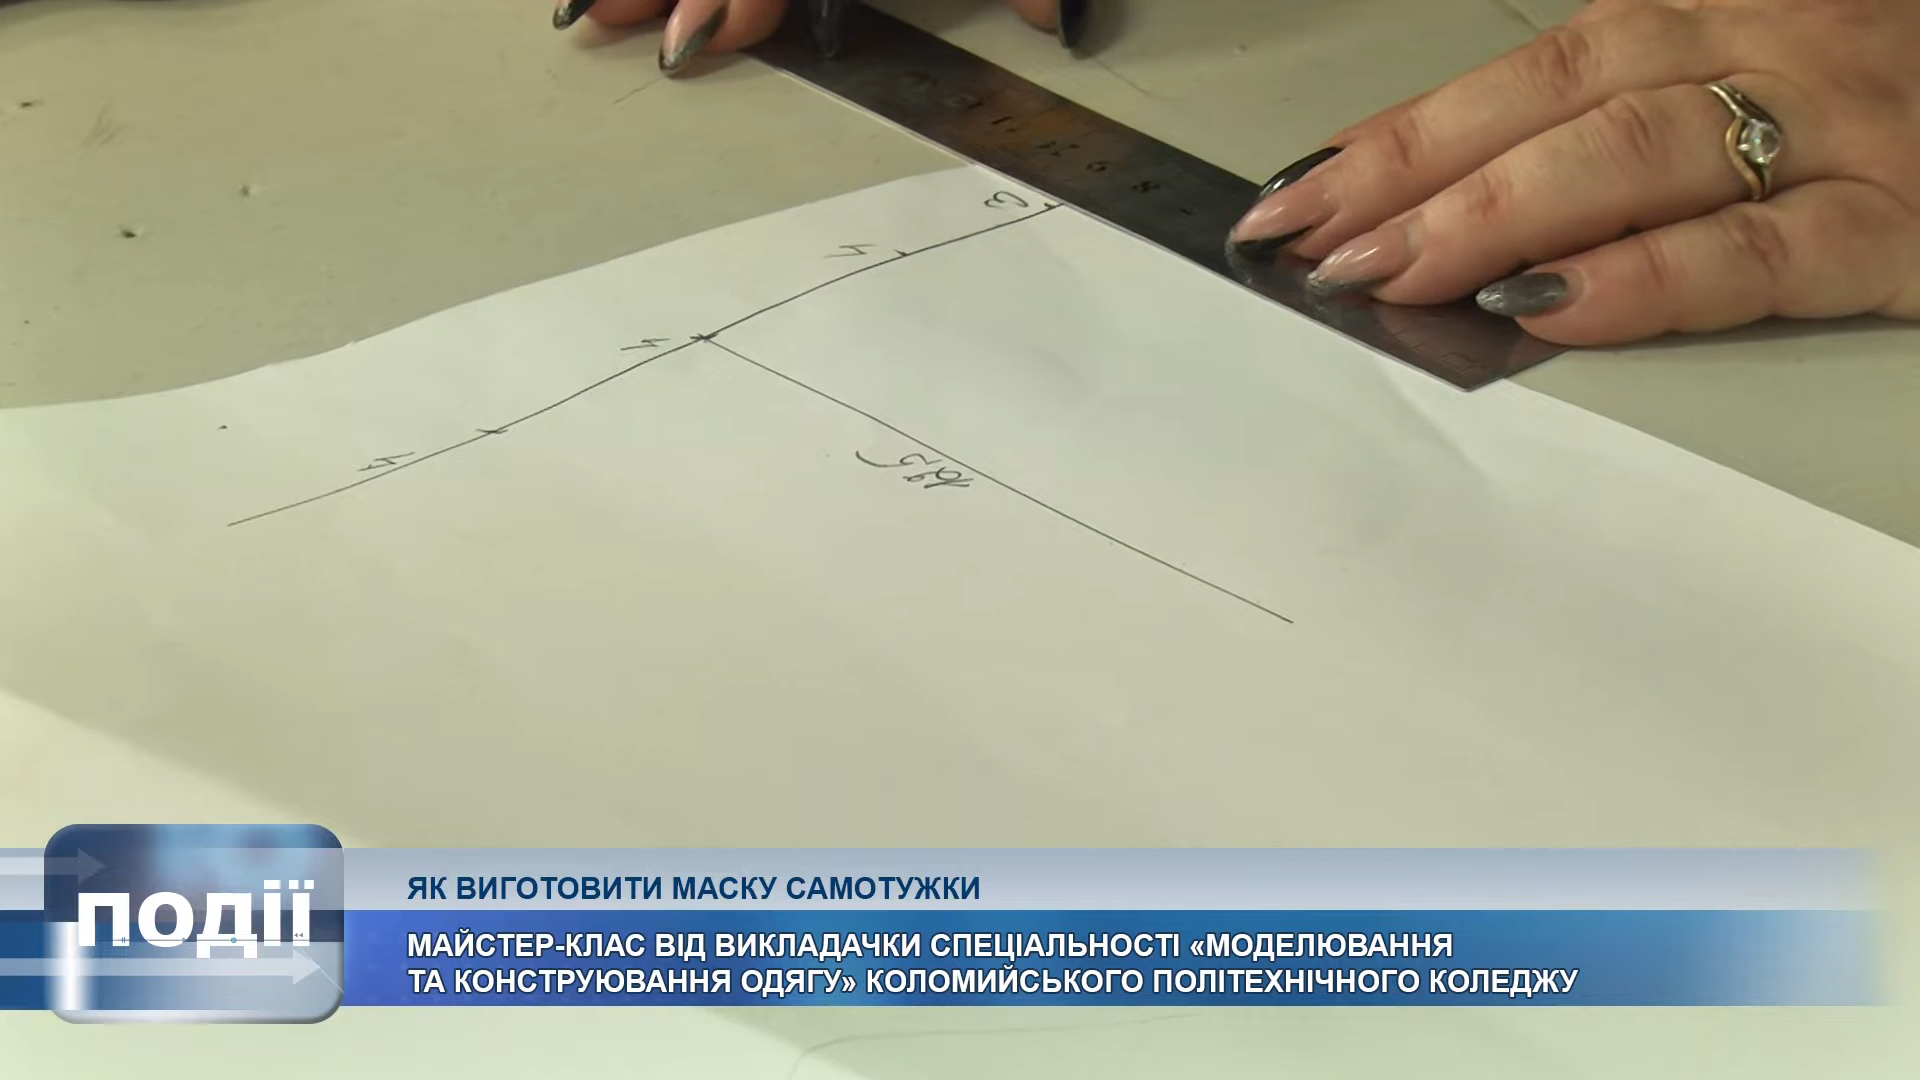 3
4
4
4
події
ЯК ВИГОТОВИТИ МАСКУ САМОТУЖКИ
МАЙСТЕР-КЛАС ВІД ВИКЛАДАЧКИ СПЕЦІАЛЬНОСТІ «МОДЕЛЮВАННЯ
ТА КОНСТРУЮВАННЯ ОДЯГУ» КОЛОМИЙСЬКОГО ПОЛІТЕХНІЧНОГО КОЛЕДЖУ